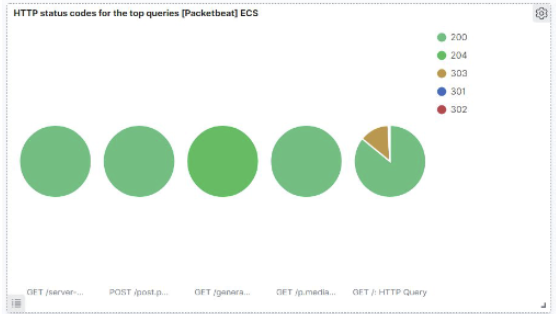 HTTP status codes for the top queries [Packetbeat] ECS
200
204
303
301
302
GET /server-...
POST /post.p...
GET /genera...
GET /p.media...
GET /: HTTP Query